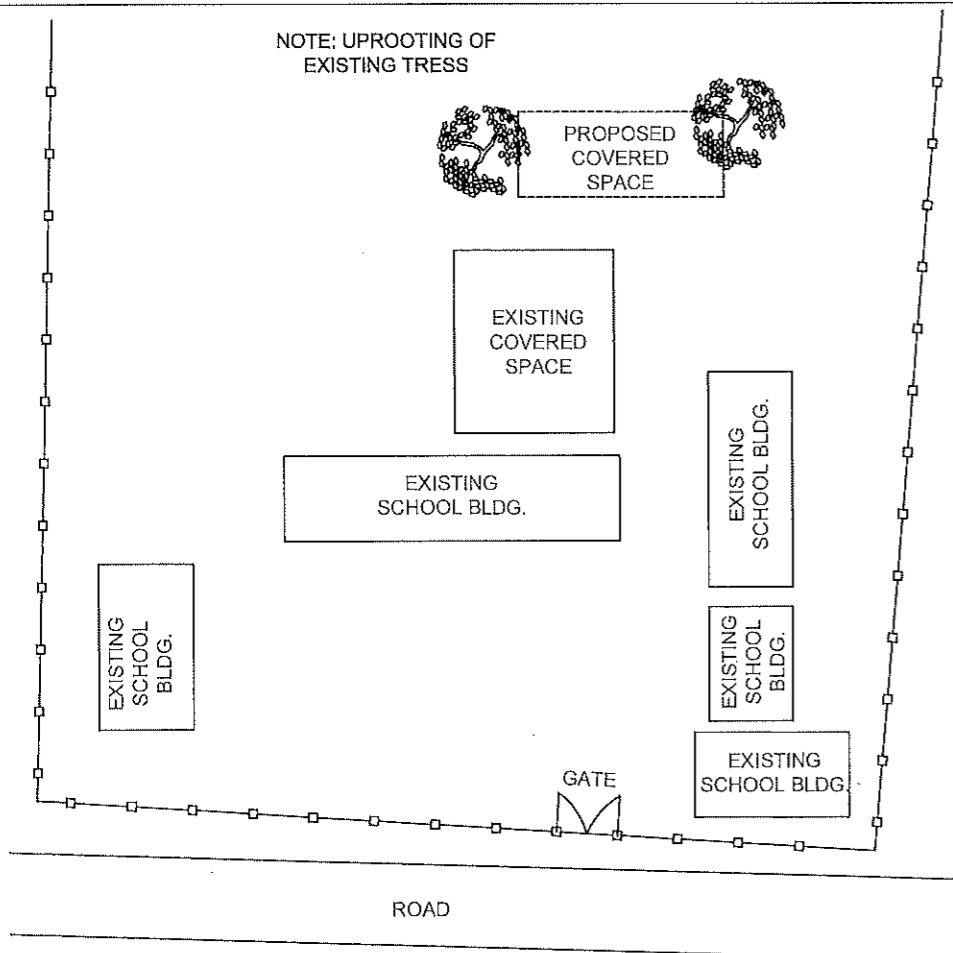 NOTE: UPROOTING OF
EXISTING TRESS
PROPOSED
COVERED
SPACE
EXISTING
COVERED
SPACE
EXISTING
SCHOOL BLDG.
EXISTING
SCHOOL BLDG.
EXISTING
SCHOOL
BLDG.
EXISTING
SCHOOL
BLDG.
EXISTING
SCHOOL BLDG
GATE
ROAD